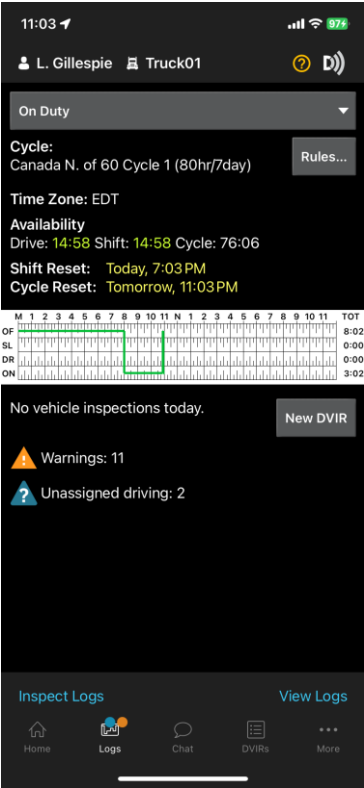 11:03
97
L. Gillespie Truck01
?
D
On Duty
Cycle:
Canada N. of 60 Cycle 1 (80hr/7day)
Rules...
Time Zone: EDT
Availability
Drive: 14:58 Shift: 14:58 Cycle: 76:06
Shift Reset: Today, 7:03 PM
Cycle Reset: Tomorrow, 11:03 PM
M 1 2 3 4 5 6 7 8 9 10 11 N 1 2 3 4 5 6 7 8 9 10 11 TOT
OF 8:02
SL 0:00
DR 0:00
ON 3:02
No vehicle inspections today.
New DVIR
Warnings: 11
? Unassigned driving: 2
Inspect Logs View Logs
Home Logs Chat DVIRs More